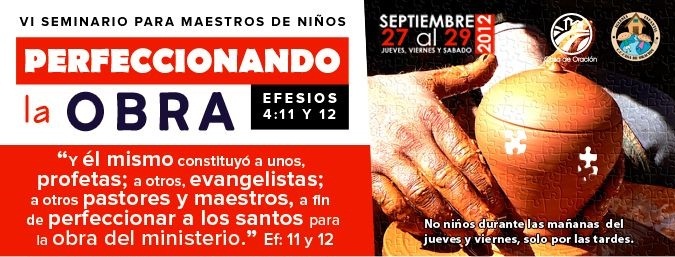 VI SEMINARIO PARA MAESTROS DE NIÑOS
PERFECCIONANDO
la OBRA
EFESIOS
4:11 Y 12
“Y él mismo constituyó a unos,
profetas; a otros, evangelistas;
a otros pastores y maestros, a fin
de perfeccionar a los santos para
la obra del ministerio.” Ef: 11 y 12
SEPTIEMBRE
27 al 29
JUEVES, VIERNES Y SABADO
2012
Casa de Oración
No niños durante las mañanas del
jueves y viernes, solo por las tardes.